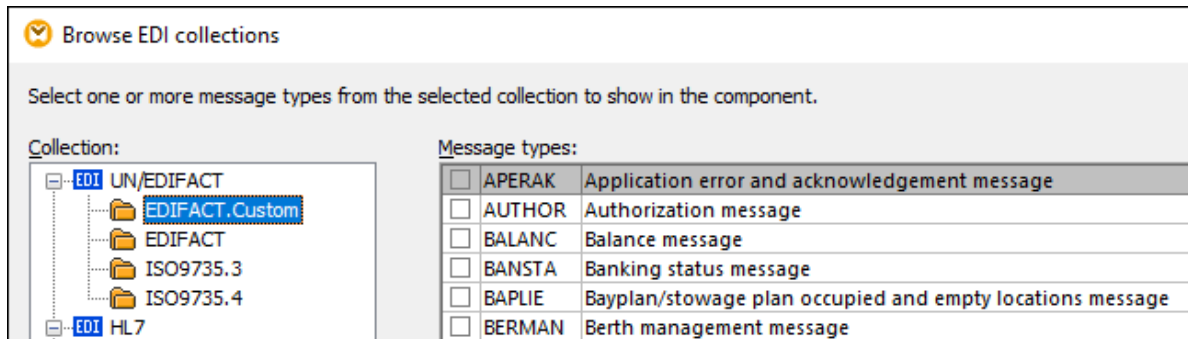 Browse EDI collections
Select one or more message types from the selected collection to show in the component.
Collection:
EDI UN/EDIFACT
EDIFACT.Custom
EDIFACT
ISO9735.3
ISO9735.4
EDI HL7
Message types:
APERAK Application error and acknowledgement message
AUTHOR Authorization message
BALANC Balance message
BANSTA Banking status message
BAPLIE Bayplan/stowage plan occupied and empty locations message
BERMAN Berth management message